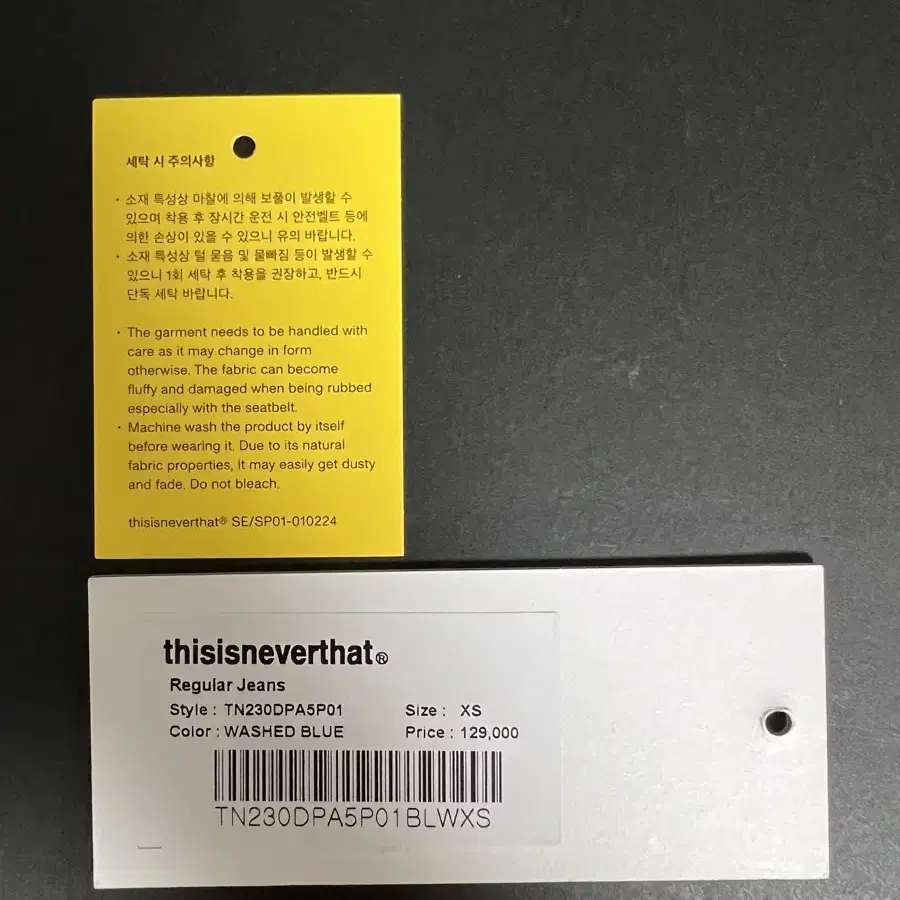 세탁 시 주의사항
· 소재 특성상 마찰에 의해 보풀이 발생할 수
있으며 착용 후 장시간 운전 시 안전벨트 등에
의한 손상이 있을 수 있으니 유의 바랍니다.
· 소재 특성상 털 묻음 및 물빠짐 등이 발생할 수
있으니 1회 세탁 후 착용을 권장하고, 반드시
단독 세탁 바랍니다.
· The garment needs to be handled with
care as it may change in form
otherwise. The fabric can become
fluffy and damaged when being rubbed
especially with the seatbelt.
· Machine wash the product by itself
before wearing it. Due to its natural
fabric properties, It may easily get dusty
and fade. Do not bleach.
thisisneverthat® SE/SP01-010224
thisisneverthat®
Regular Jeans
Style : TN230DPA5P01 Size : XS
Color : WASHED BLUE Price : 129,000
TN230DPA5P01BLWXS